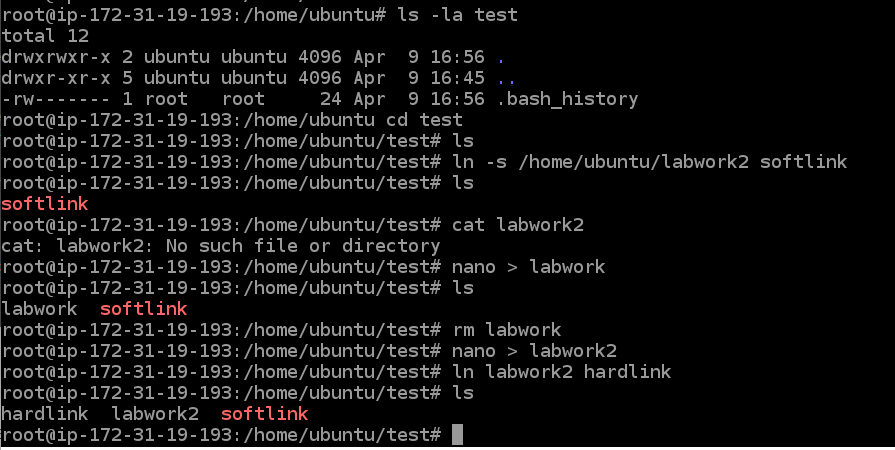 root@ip-172-31-19-193:/home/ubuntu# ls -la test
total 12
drwxrwxr-x 2 ubuntu ubuntu 4096 Apr  9 16:56 .
drwxr-xr-x 5 ubuntu ubuntu 4096 Apr  9 16:45 ..
-rw------- 1 root   root     24 Apr  9 16:56 .bash_history
root@ip-172-31-19-193:/home/ubuntu cd test
root@ip-172-31-19-193:/home/ubuntu/test# ls
root@ip-172-31-19-193:/home/ubuntu/test# ln -s /home/ubuntu/labwork2 softlink
root@ip-172-31-19-193:/home/ubuntu/test# ls
softlink
root@ip-172-31-19-193:/home/ubuntu/test# cat labwork2
cat: labwork2: No such file or directory
root@ip-172-31-19-193:/home/ubuntu/test# nano > labwork
root@ip-172-31-19-193:/home/ubuntu/test# ls
labwork  softlink
root@ip-172-31-19-193:/home/ubuntu/test# rm labwork
root@ip-172-31-19-193:/home/ubuntu/test# nano > labwork2
root@ip-172-31-19-193:/home/ubuntu/test# ln labwork2 hardlink
root@ip-172-31-19-193:/home/ubuntu/test# ls
hardlink  labwork2  softlink
root@ip-172-31-19-193:/home/ubuntu/test#